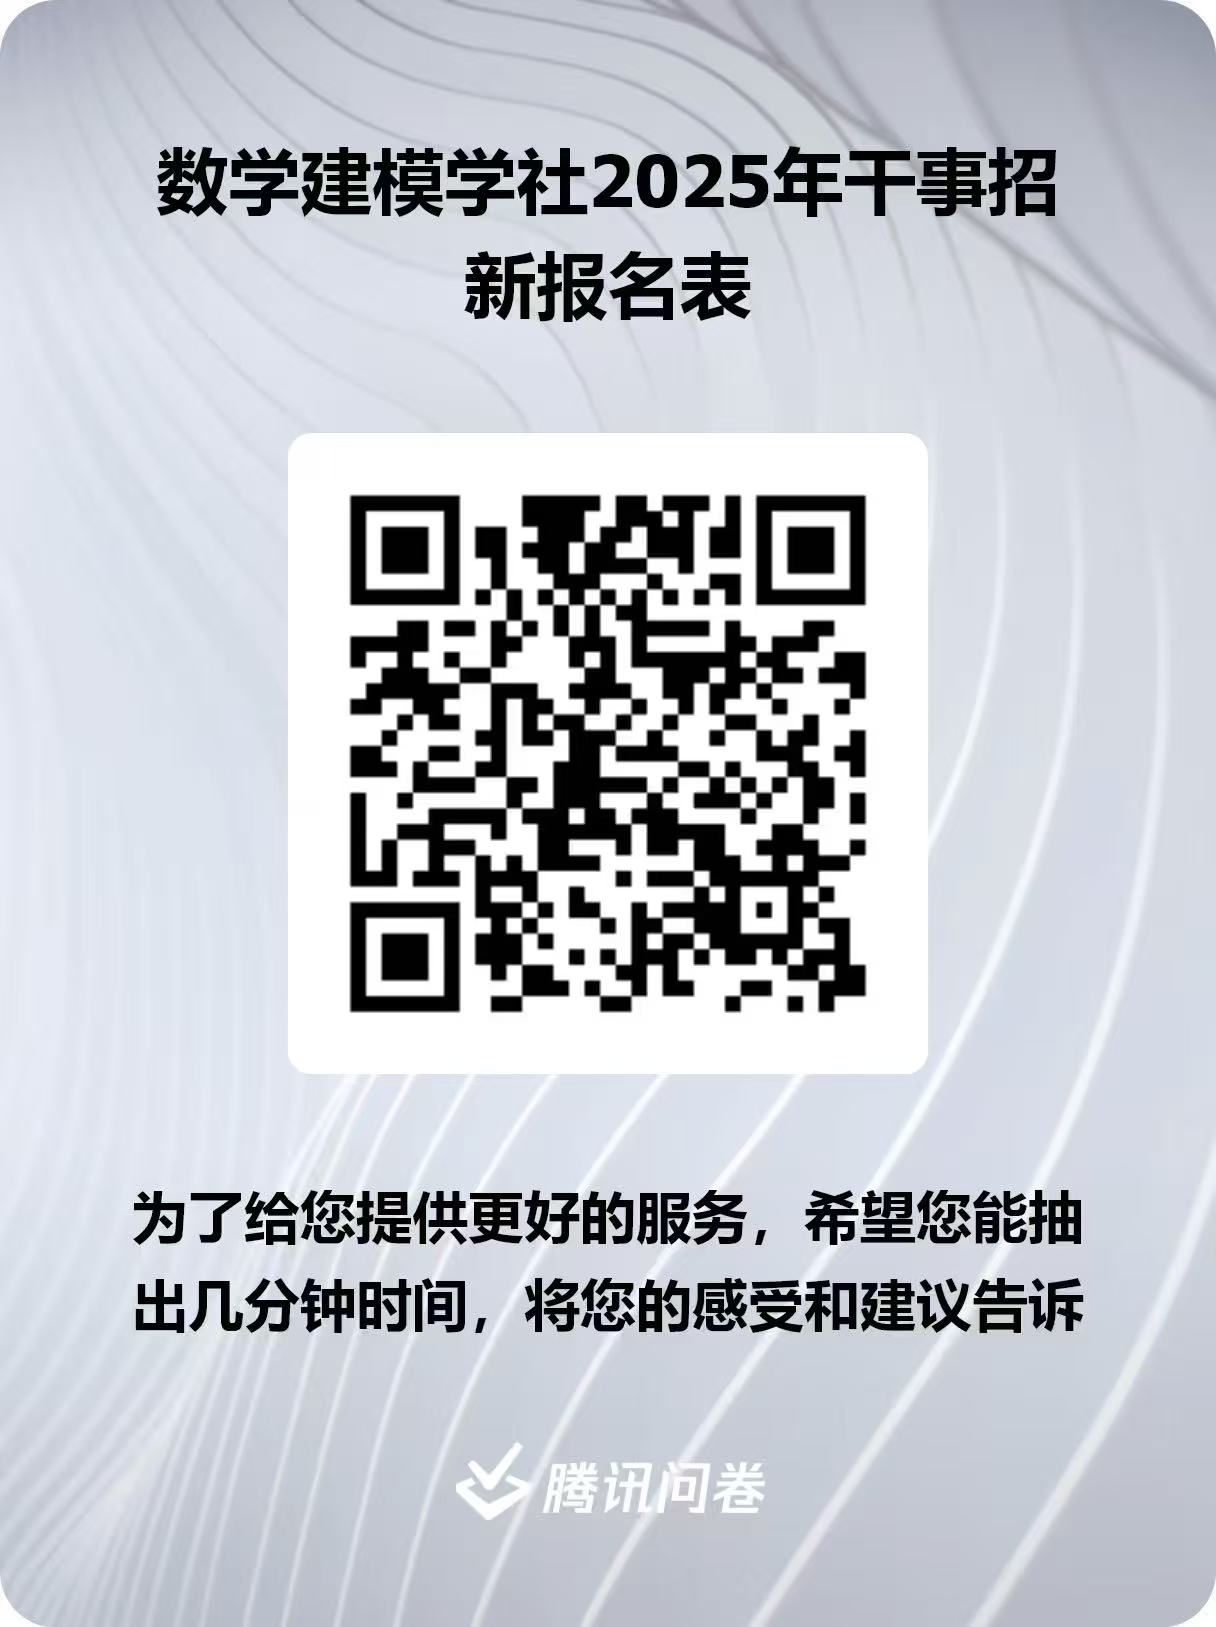 数学建模学社2025年干事招
新报名表
为了给您提供更好的服务，希望您能抽
出几分钟时间，将您的感受和建议告诉
腾讯问卷